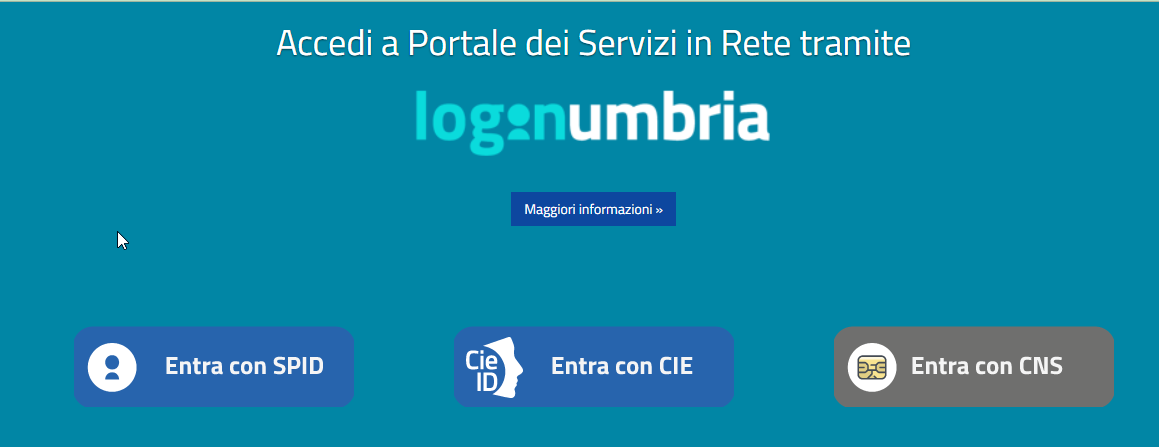 Accedi a Portale dei Servizi in Rete tramite
logonumbria
Maggiori informazioni »
Entra con SPID
Cie
ID
Entra con CIE
Entra con CNS